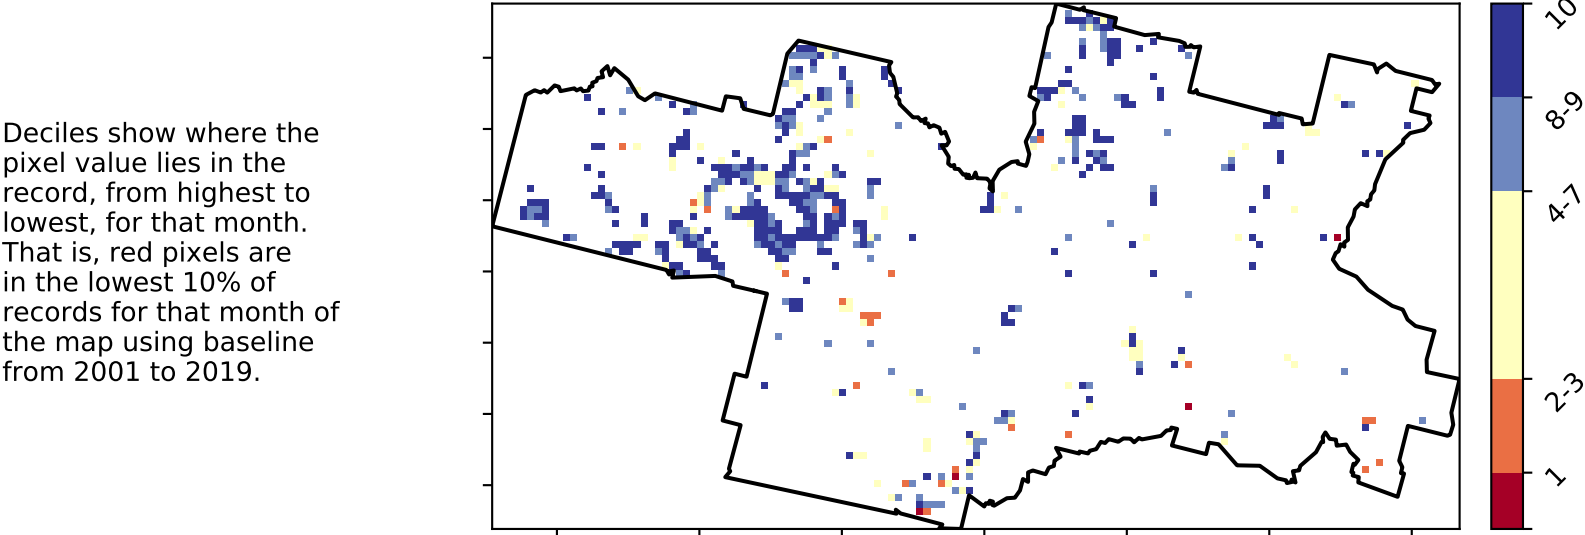 Deciles show where the
pixel value lies in the
record, from highest to
lowest, for that month.
That is, red pixels are
in the lowest 10% of
records for that month of
the map using baseline
from 2001 to 2019.
10
8-9
4-7
2-3
1